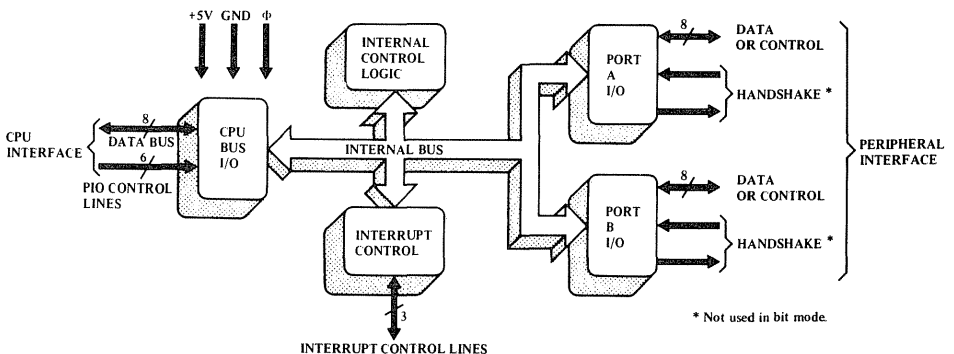 +5V GND Φ
INTERNAL
CONTROL
LOGIC
8
DATA
OR CONTROL
PORT
A
I/O
HANDSHAKE *
CPU
INTERFACE
8
DATA BUS
6
PIO CONTROL
LINES
CPU
BUS
I/O
INTERNAL BUS
PERIPHERAL
INTERFACE
INTERRUPT
CONTROL
3
INTERRUPT CONTROL LINES
8
DATA
OR CONTROL
PORT
B
I/O
HANDSHAKE *
* Not used in bit mode.